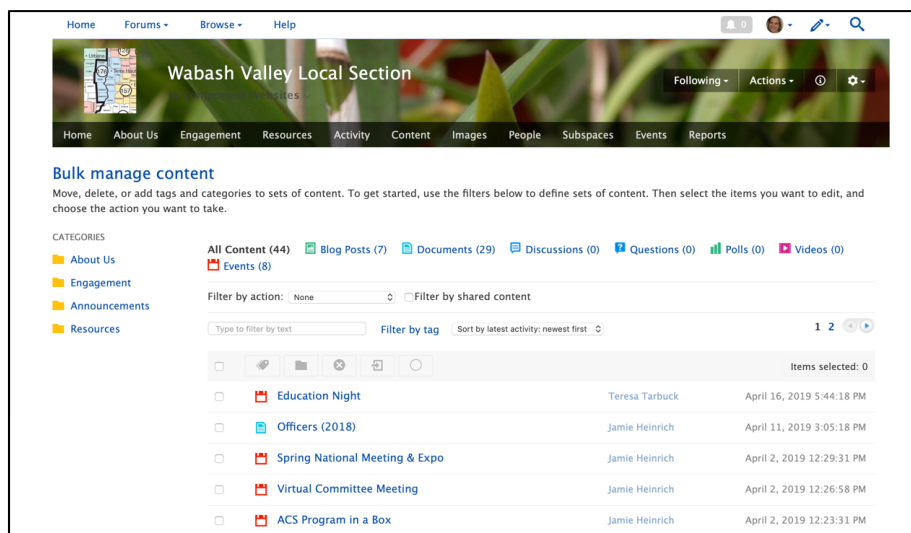 Home Forums Browse Help 0
Wabash Valley Local Section
Websites
Following Actions
Home About Us Engagement Resources Activity Content Images People Subspaces Events Reports
Bulk manage content
Move, delete, or add tags and categories to sets of content. To get started, use the filters below to define sets of content. Then select the items you want to edit, and
choose the action you want to take.
CATEGORIES
About Us
Engagement
Announcements
Resources
All Content (44) Blog Posts (7) Documents (29) Discussions (0) Questions (0) Polls (0) Videos (0)
Events (8)
Filter by action: None Filter by shared content
Type to filter by text Filter by tag Sort by latest activity: newest first 1 2
Items selected: 0
Education Night Teresa Tarbuck April 16, 2019 5:44:18 PM
Officers (2018) Jamie Heinrich April 11, 2019 3:05:18 PM
Spring National Meeting & Expo Jamie Heinrich April 2, 2019 12:29:31 PM
Virtual Committee Meeting Jamie Heinrich April 2, 2019 12:26:58 PM
ACS Program in a Box Jamie Heinrich April 2, 2019 12:23:31 PM